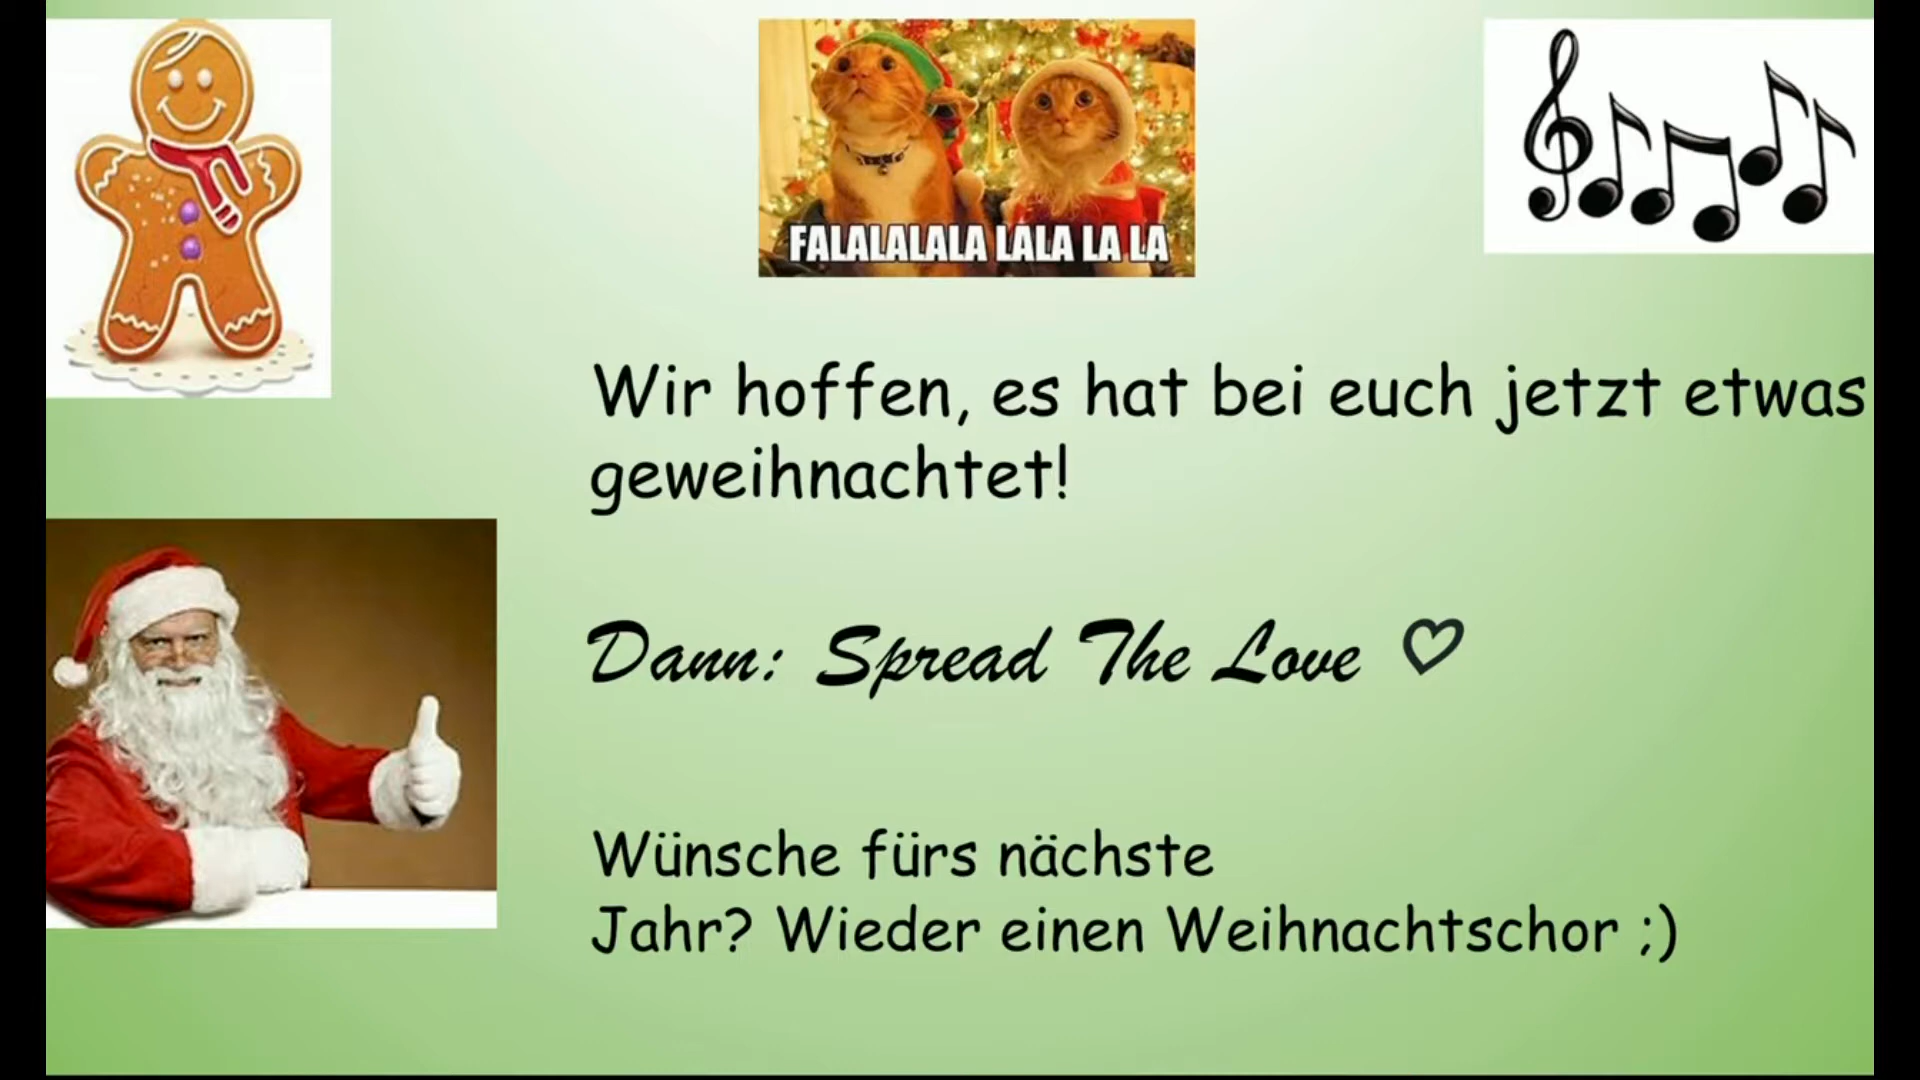 FALALALALA LALA LA LA
Wir hoffen, es hat bei euch jetzt etwas
geweihnachtet!
Dann: Spread The Love ♡
Wünsche fürs nächste
Jahr? Wieder einen Weihnachtschor ;)